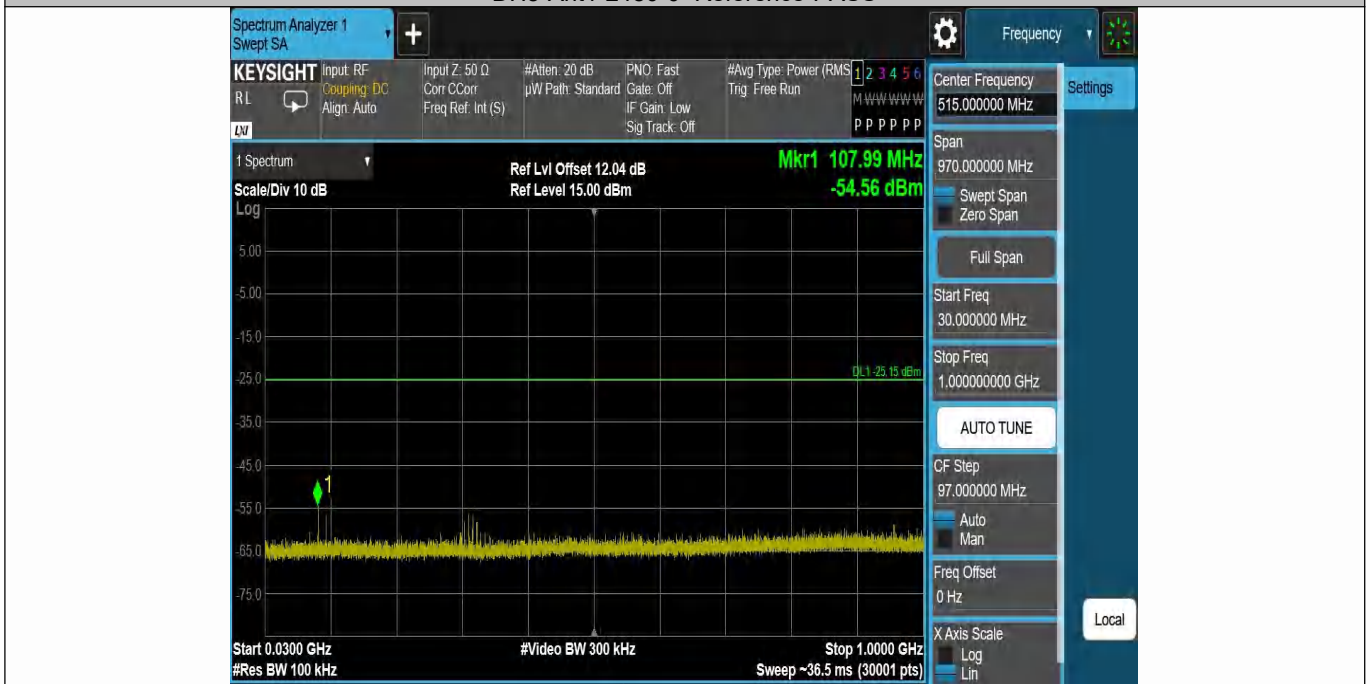 Spectrum Analyzer 1
Swept SA
+
Frequency
KEYSIGHT
RL
LXI
Input: RF
Coupling: DC
Align: Auto
Input Z: 50 Ω
Corr CCorr
Freq Ref: Int (S)
#Atten: 20 dB
µW Path: Standard
PNO: Fast
Gate: Off
IF Gain: Low
Sig Track: Off
#Avg Type: Power (RMS
Trig: Free Run
1 2 3 4 5 6
M W W W W W
P P P P P P
1 Spectrum
Scale/Div 10 dB
Log
Ref Lvl Offset 12.04 dB
Ref Level 15.00 dBm
Mkr1 107.99 MHz
-54.56 dBm
5.00
-5.00
-15.0
-25.0
DL1 -25.15 dBm
-35.0
-45.0
1
-55.0
-65.0
-75.0
Start 0.0300 GHz
#Res BW 100 kHz
#Video BW 300 kHz
Stop 1.0000 GHz
Sweep ~36.5 ms (30001 pts)
Center Frequency
515.000000 MHz
Settings
Span
970.000000 MHz
Swept Span
Zero Span
Full Span
Start Freq
30.000000 MHz
Stop Freq
1.000000000 GHz
AUTO TUNE
CF Step
97.000000 MHz
Auto
Man
Freq Offset
0 Hz
X Axis Scale
Log
Lin
Local